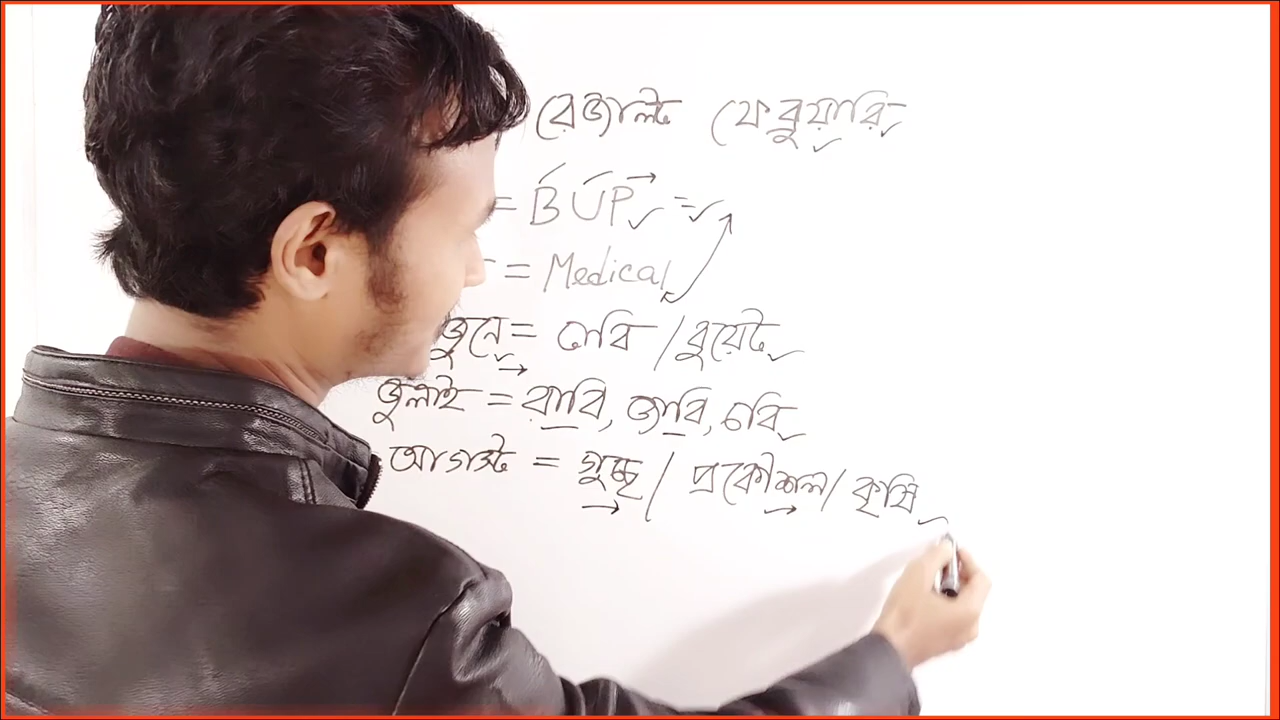 রেজাল্ট ফেব্রুয়ারি
= BUP =
= Medical
জুনে = ঢাবি / বুয়েট
জুলাই = রাবি, জাবি, চবি
আগস্ট = গুচ্ছ / প্রকৌশল / কৃষি